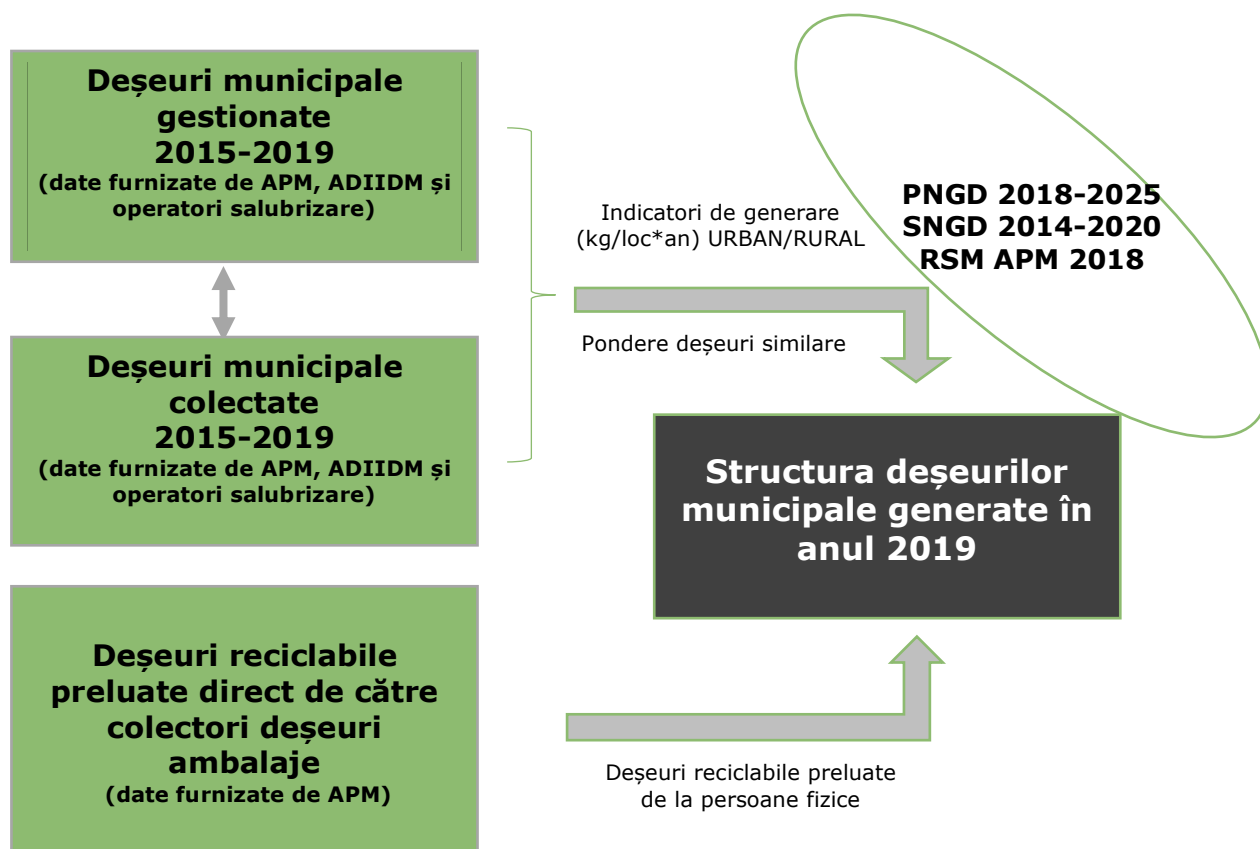 Deșeuri municipale
gestionate
2015-2019
(date furnizate de APM, ADIIDM și
operatori salubrizare)
Deșeuri municipale
colectate
2015-2019
(date furnizate de APM, ADIIDM și
operatori salubrizare)
Deșeuri reciclabile
preluate direct de către
colectori deșeuri
ambalaje
(date furnizate de APM)
Indicatori de generare
(kg/loc*an) URBAN/RURAL
Pondere deșeuri similare
PNGD 2018-2025
SNGD 2014-2020
RSM APM 2018
Structura deșeurilor
municipale generate în
anul 2019
Deșeuri reciclabile preluate
de la persoane fizice